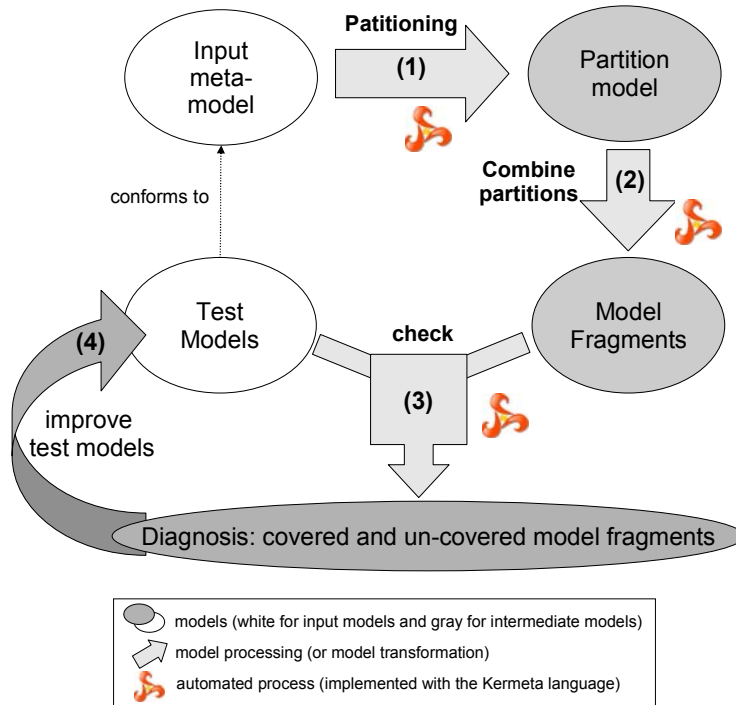 Patitioning
Input
meta-
model
(1)
Partition
model
Combine
partitions
(2)
conforms to
Test
Models
check
Model
Fragments
(4)
(3)
improve
test models
Diagnosis: covered and un-covered model fragments
models (white for input models and gray for intermediate models)
model processing (or model transformation)
automated process (implemented with the Kermeta language)